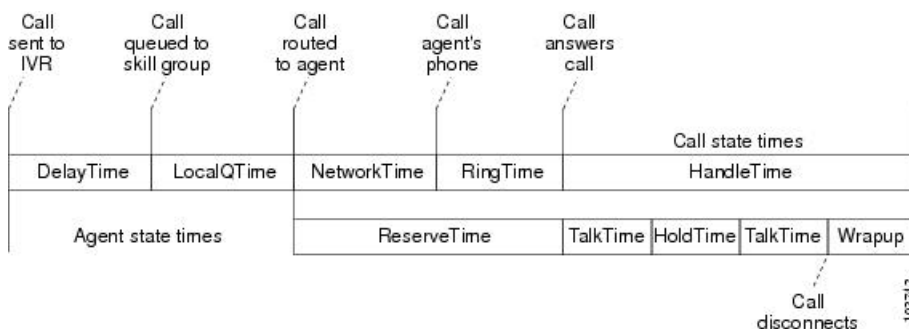 Call
sent to
IVR
Call
queued to
skill group
Call
routed
to agent
Call
agent's
phone
Call
answers
call
Call state times
DelayTime
LocalQTime
NetworkTime
RingTime
HandleTime
Agent state times
ReserveTime
TalkTime
HoldTime
TalkTime
Wrapup
Call
disconnects